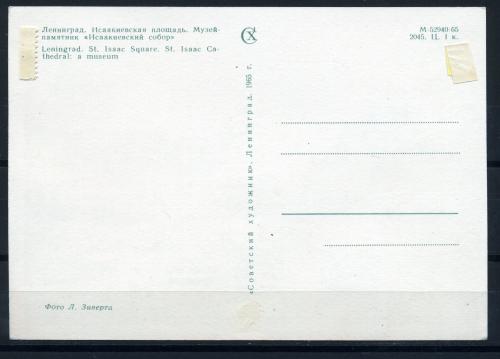 Ленинград. Исаакиевская площадь. Музей-
памятник «Исаакиевский собор»
Leningrad. St. Isaac Square. St. Isaac Ca-
thedral: a museum
СХ
М-52940-65
2045. Ц. 1 к.
«Советский художник». Ленинград. 1965 г.
Фото Л. Зиверта